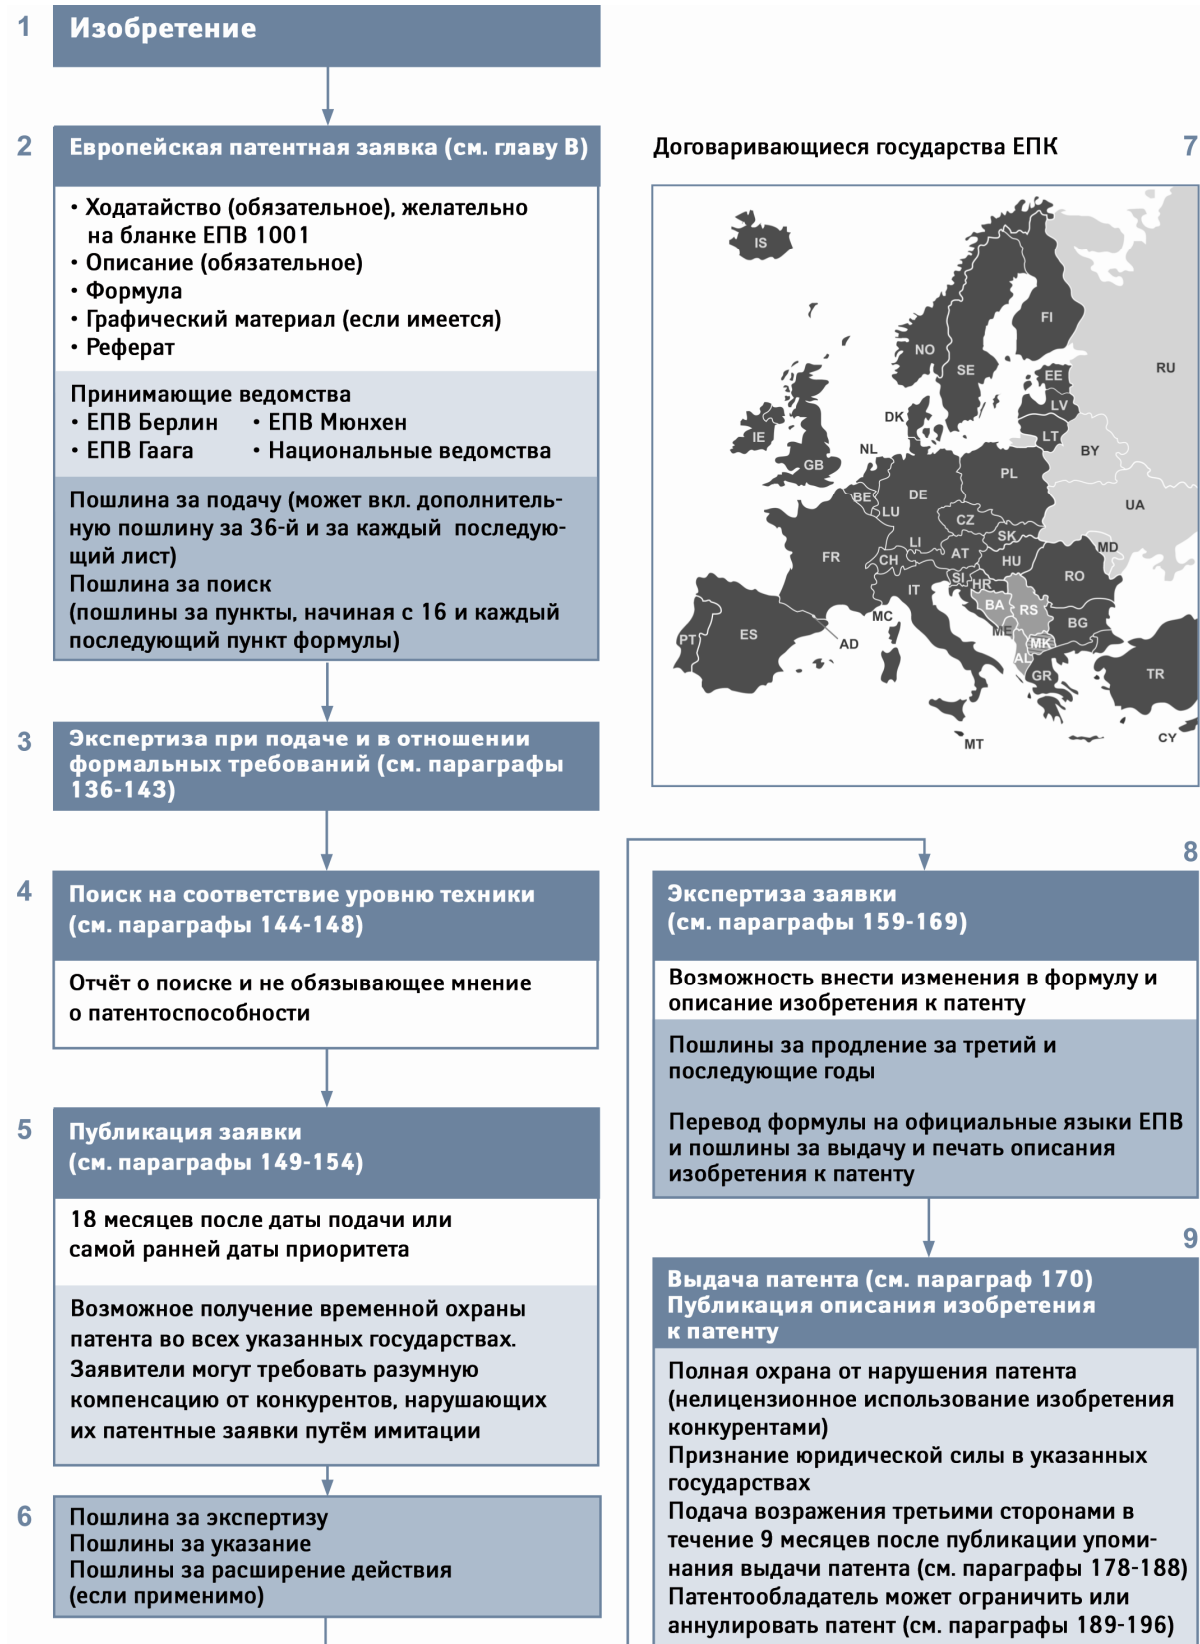 1
Изобретение
2
Европейская патентная заявка (см. главу В)
• Ходатайство (обязательное), желательно
на бланке ЕПВ 1001
• Описание (обязательное)
• Формула
• Графический материал (если имеется)
• Реферат
Принимающие ведомства
• ЕПВ Берлин • ЕПВ Мюнхен
• ЕПВ Гаага • Национальные ведомства
Пошлина за подачу (может вкл. дополнитель-
ную пошлину за 36-й и за каждый последую-
щий лист)
Пошлина за поиск
(пошлины за пункты, начиная с 16 и каждый
последующий пункт формулы)
3
Экспертиза при подаче и в отношении
формальных требований (см. параграфы
136-143)
4
Поиск на соответствие уровню техники
(см. параграфы 144-148)
Отчёт о поиске и не обязывающее мнение
о патентоспособности
5
Публикация заявки
(см. параграфы 149-154)
18 месяцев после даты подачи или
самой ранней даты приоритета
Возможное получение временной охраны
патента во всех указанных государствах.
Заявители могут требовать разумную
компенсацию от конкурентов, нарушающих
их патентные заявки путём имитации
6
Пошлина за экспертизу
Пошлины за указание
Пошлины за расширение действия
(если применимо)
Договаривающиеся государства ЕПК
7
IS
FI
NO
SE
RU
EE
LV
DK
LT
IE
NL
BY
GB
PL
BE
DE
LU
UA
CZ
SK
LI
MD
FR
CH
AT
HU
RO
SI
HR
IT
BA
RS
MC
ME
BG
PT
ES
AD
MK
AL
GR
TR
MT
CY
8
Экспертиза заявки
(см. параграфы 159-169)
Возможность внести изменения в формулу и
описание изобретения к патенту
Пошлины за продление за третий и
последующие годы
Перевод формулы на официальные языки ЕПВ
и пошлины за выдачу и печать описания
изобретения к патенту
9
Выдача патента (см. параграф 170)
Публикация описания изобретения
к патенту
Полная охрана от нарушения патента
(нелицензионное использование изобретения
конкурентами)
Признание юридической силы в указанных
государствах
Подача возражения третьими сторонами в
течение 9 месяцев после публикации упоми-
нания выдачи патента (см. параграфы 178-188)
Патентообладатель может ограничить или
аннулировать патент (см. параграфы 189-196)